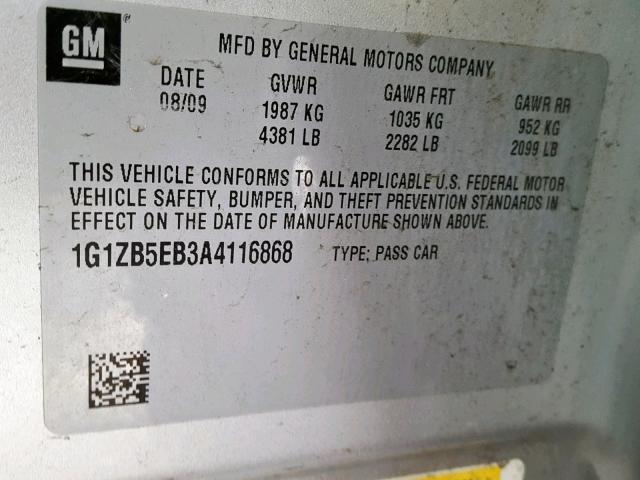 GM
MFD BY GENERAL MOTORS COMPANY
DATE GVWR GAWR FRT GAWR RR
08/09 1987 KG 1035 KG 952 KG
4381 LB 2282 LB 2099 LB
THIS VEHICLE CONFORMS TO ALL APPLICABLE U.S. FEDERAL MOTOR
VEHICLE SAFETY, BUMPER, AND THEFT PREVENTION STANDARDS IN
EFFECT ON THE DATE OF MANUFACTURE SHOWN ABOVE.
1G1ZB5EB3A4116868 TYPE: PASS CAR